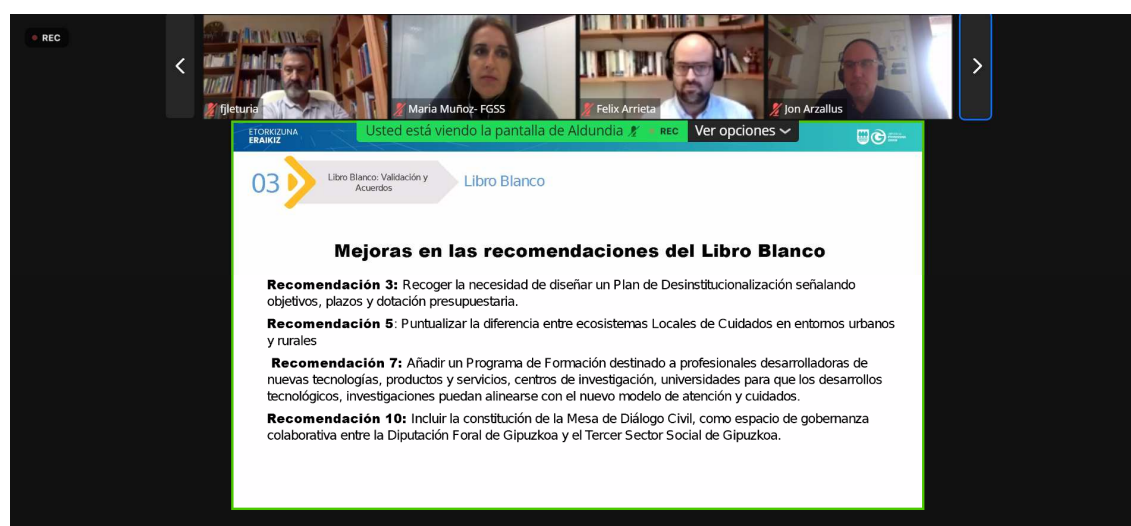 REC
fjleturia
Maria Muñoz- FGSS
Felix Arrieta
Jon Arzallus
ETORKIZUNA
ERAIKIZ
Usted está viendo la pantalla de Aldundia
REC
Ver opciones
03
Libro Blanco: Validación y
Acuerdos
Libro Blanco
Mejoras en las recomendaciones del Libro Blanco
Recomendación 3: Recoger la necesidad de diseñar un Plan de Desinstitucionalización señalando
objetivos, plazos y dotación presupuestaria.
Recomendación 5: Puntualizar la diferencia entre ecosistemas Locales de Cuidados en entornos urbanos
y rurales
Recomendación 7: Añadir un Programa de Formación destinado a profesionales desarrolladoras de
nuevas tecnologías, productos y servicios, centros de investigación, universidades para que los desarrollos
tecnológicos, investigaciones puedan alinearse con el nuevo modelo de atención y cuidados.
Recomendación 10: Incluir la constitución de la Mesa de Diálogo Civil, como espacio de gobernanza
colaborativa entre la Diputación Foral de Gipuzkoa y el Tercer Sector Social de Gipuzkoa.